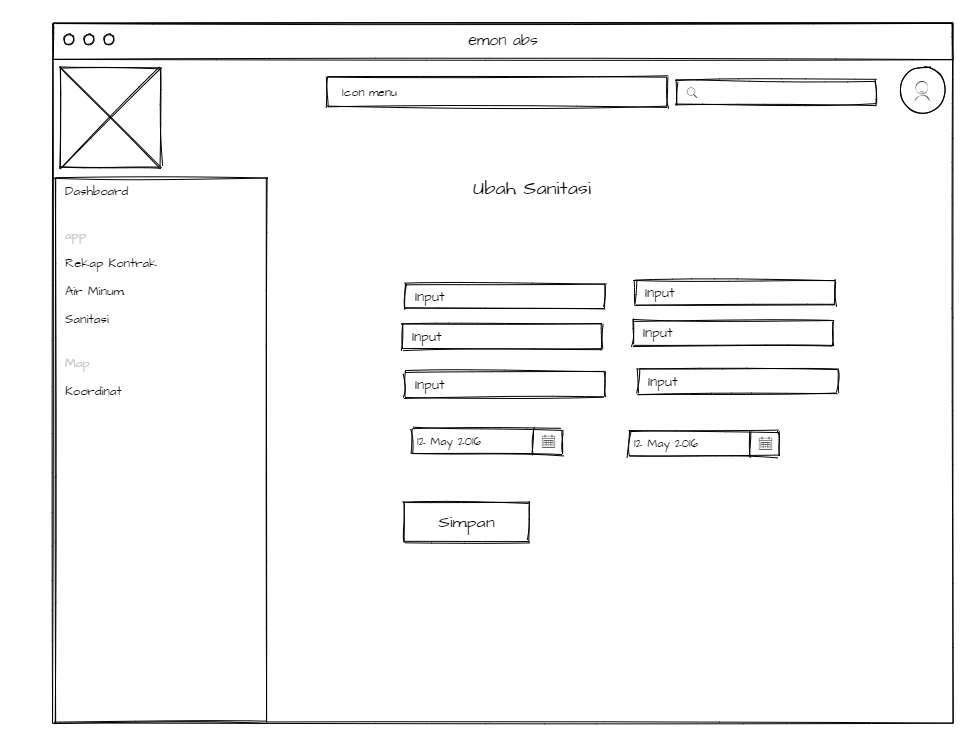 emon abs
Icon menu
Dashboard
app
Rekap Kontrak
Air Minum
Sanitasi
Map
Koordinat
Ubah Sanitasi
Input
Input
Input
Input
Input
Input
12 May 2016
12 May 2016
Simpan